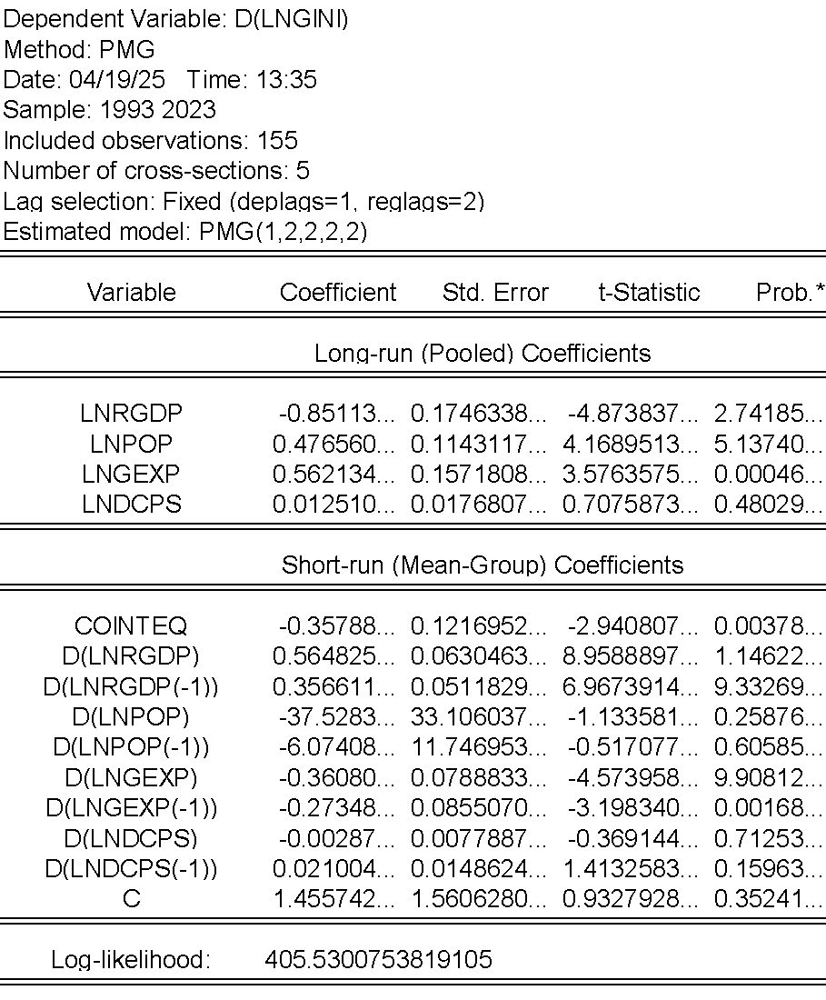 Dependent Variable: D(LNGINI)
Method: PMG
Date: 04/19/25 Time: 13:35
Sample: 1993 2023
Included observations: 155
Number of cross-sections: 5
Lag selection: Fixed (deplags=1, reglags=2)
Estimated model: PMG(1,2,2,2,2)
Variable Coefficient Std. Error t-Statistic Prob.*
Long-run (Pooled) Coefficients
LNRGDP -0.85113... 0.1746338... -4.873837... 2.74185...
LNPOP 0.476560... 0.1143117... 4.1689513... 5.13740...
LNGEXP 0.562134... 0.1571808... 3.5763575... 0.00046...
LNDCPS 0.012510... 0.0176807... 0.7075873... 0.48029...
Short-run (Mean-Group) Coefficients
COINTEQ -0.35788... 0.1216952... -2.940807... 0.00378...
D(LNRGDP) 0.564825... 0.0630463... 8.9588897... 1.14622...
D(LNRGDP(-1)) 0.356611... 0.0511829... 6.9673914... 9.33269...
D(LNPOP) -37.5283... 33.106037... -1.133581... 0.25876...
D(LNPOP(-1)) -6.07408... 11.746953... -0.517077... 0.60585...
D(LNGEXP) -0.36080... 0.0788833... -4.573958... 9.90812...
D(LNGEXP(-1)) -0.27348... 0.0855070... -3.198340... 0.00168...
D(LNDCPS) -0.00287... 0.0077887... -0.369144... 0.71253...
D(LNDCPS(-1)) 0.021004... 0.0148624... 1.4132583... 0.15963...
C 1.455742... 1.5606280... 0.9327928... 0.35241...
Log-likelihood: 405.5300753819105